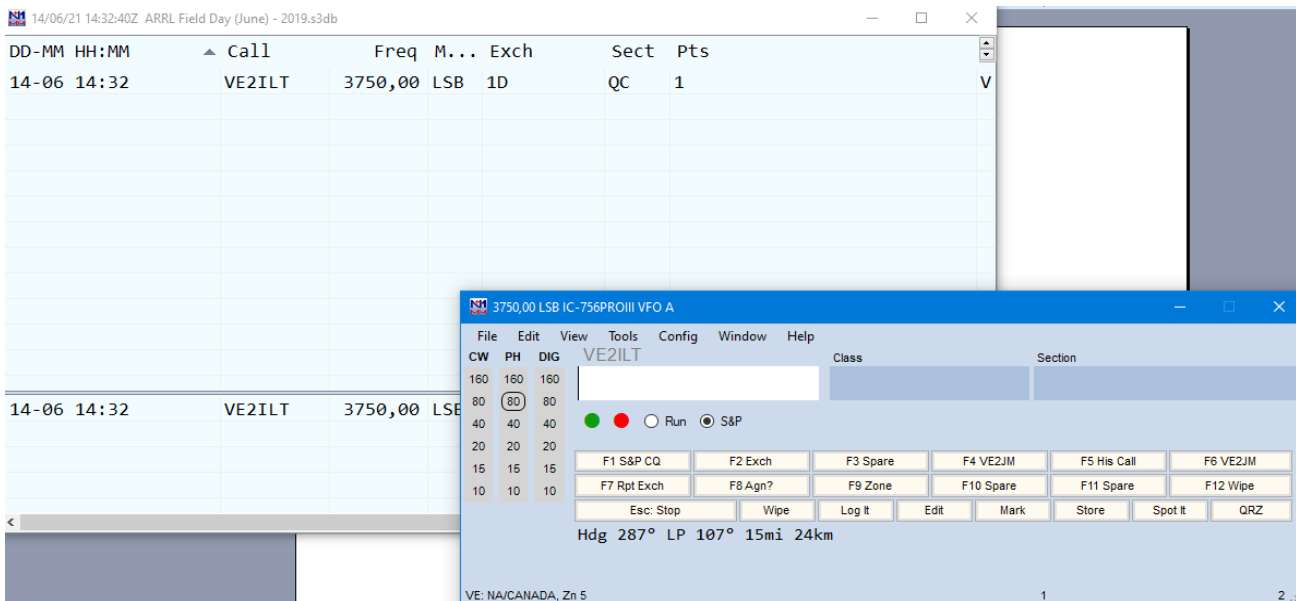 14/06/21 14:32:40Z ARRL Field Day (June) - 2019.s3db
DD-MM HH:MM Call Freq M... Exch Sect Pts
14-06 14:32 VE2ILT 3750,00 LSB 1D QC 1 V
14-06 14:32 VE2ILT 3750,00 LSB
3750,00 LSB IC-756PROIII VFO A
File Edit View Tools Config Window Help
CW PH DIG VE2ILT Class Section
160 160 160
80 80 80
40 40 40
Run S&P
20 20 20
15 15 15
10 10 10
F1 S&P CQ F2 Exch F3 Spare F4 VE2JM F5 His Call F6 VE2JM
F7 Rpt Exch F8 Agn? F9 Zone F10 Spare F11 Spare F12 Wipe
Esc: Stop Wipe Log It Edit Mark Store Spot It QRZ
Hdg 287° LP 107° 15mi 24km
VE: NA/CANADA, Zn 5 1